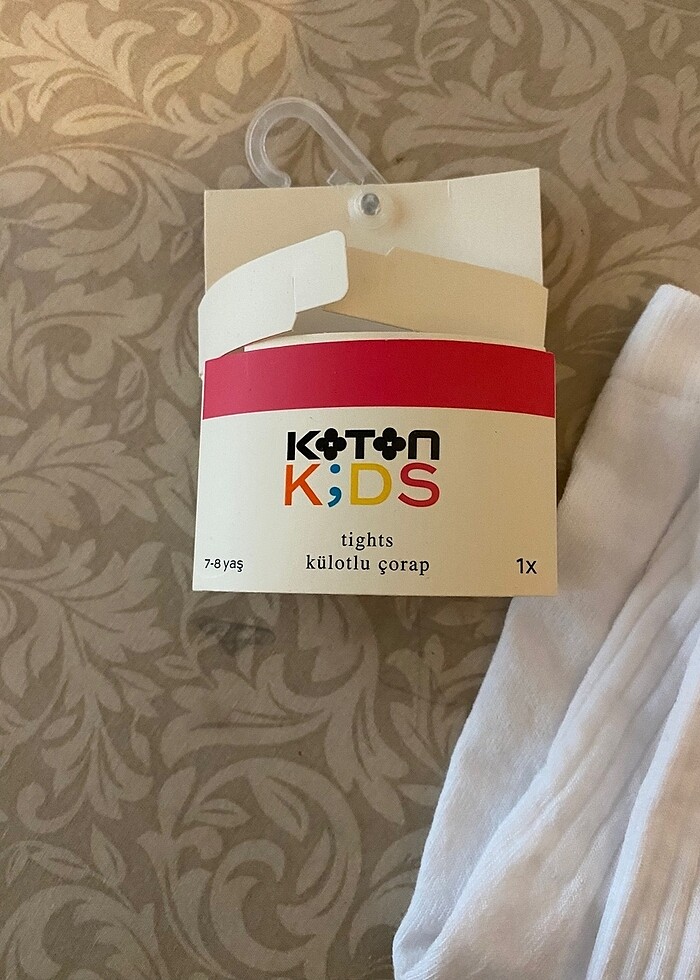 KOTON
K;DS
tights
külotlu çorap
7-8 yaş
1x